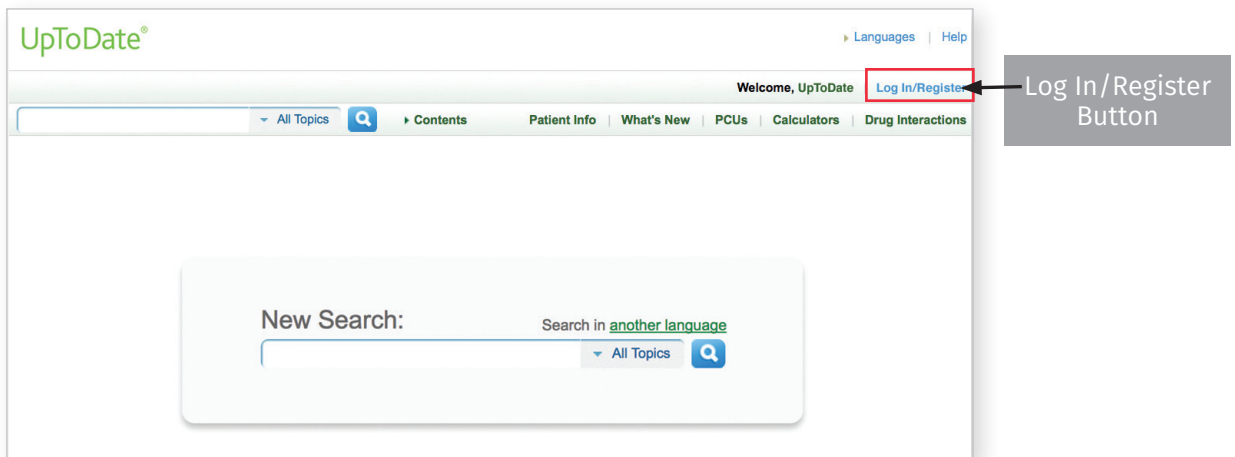 UpToDate®
Languages | Help
Welcome, UpToDate Log In/Register
All Topics Contents Patient Info | What's New | PCUs | Calculators | Drug Interactions
Log In/Register
Button
New Search:
Search in another language
All Topics